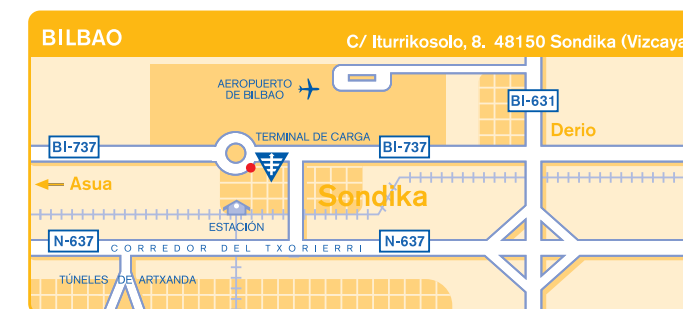 BILBAO
C/ Iturrikosolo, 8. 48150 Sondika (Vizcaya
AEROPUERTO
DE BILBAO
BI-631
Derio
TERMINAL DE CARGA
BI-737
BI-737
Asua
Sondika
ESTACIÓN
N-637
CORREDOR DEL TXORIERRI
N-637
TÚNELES DE ARTXANDA